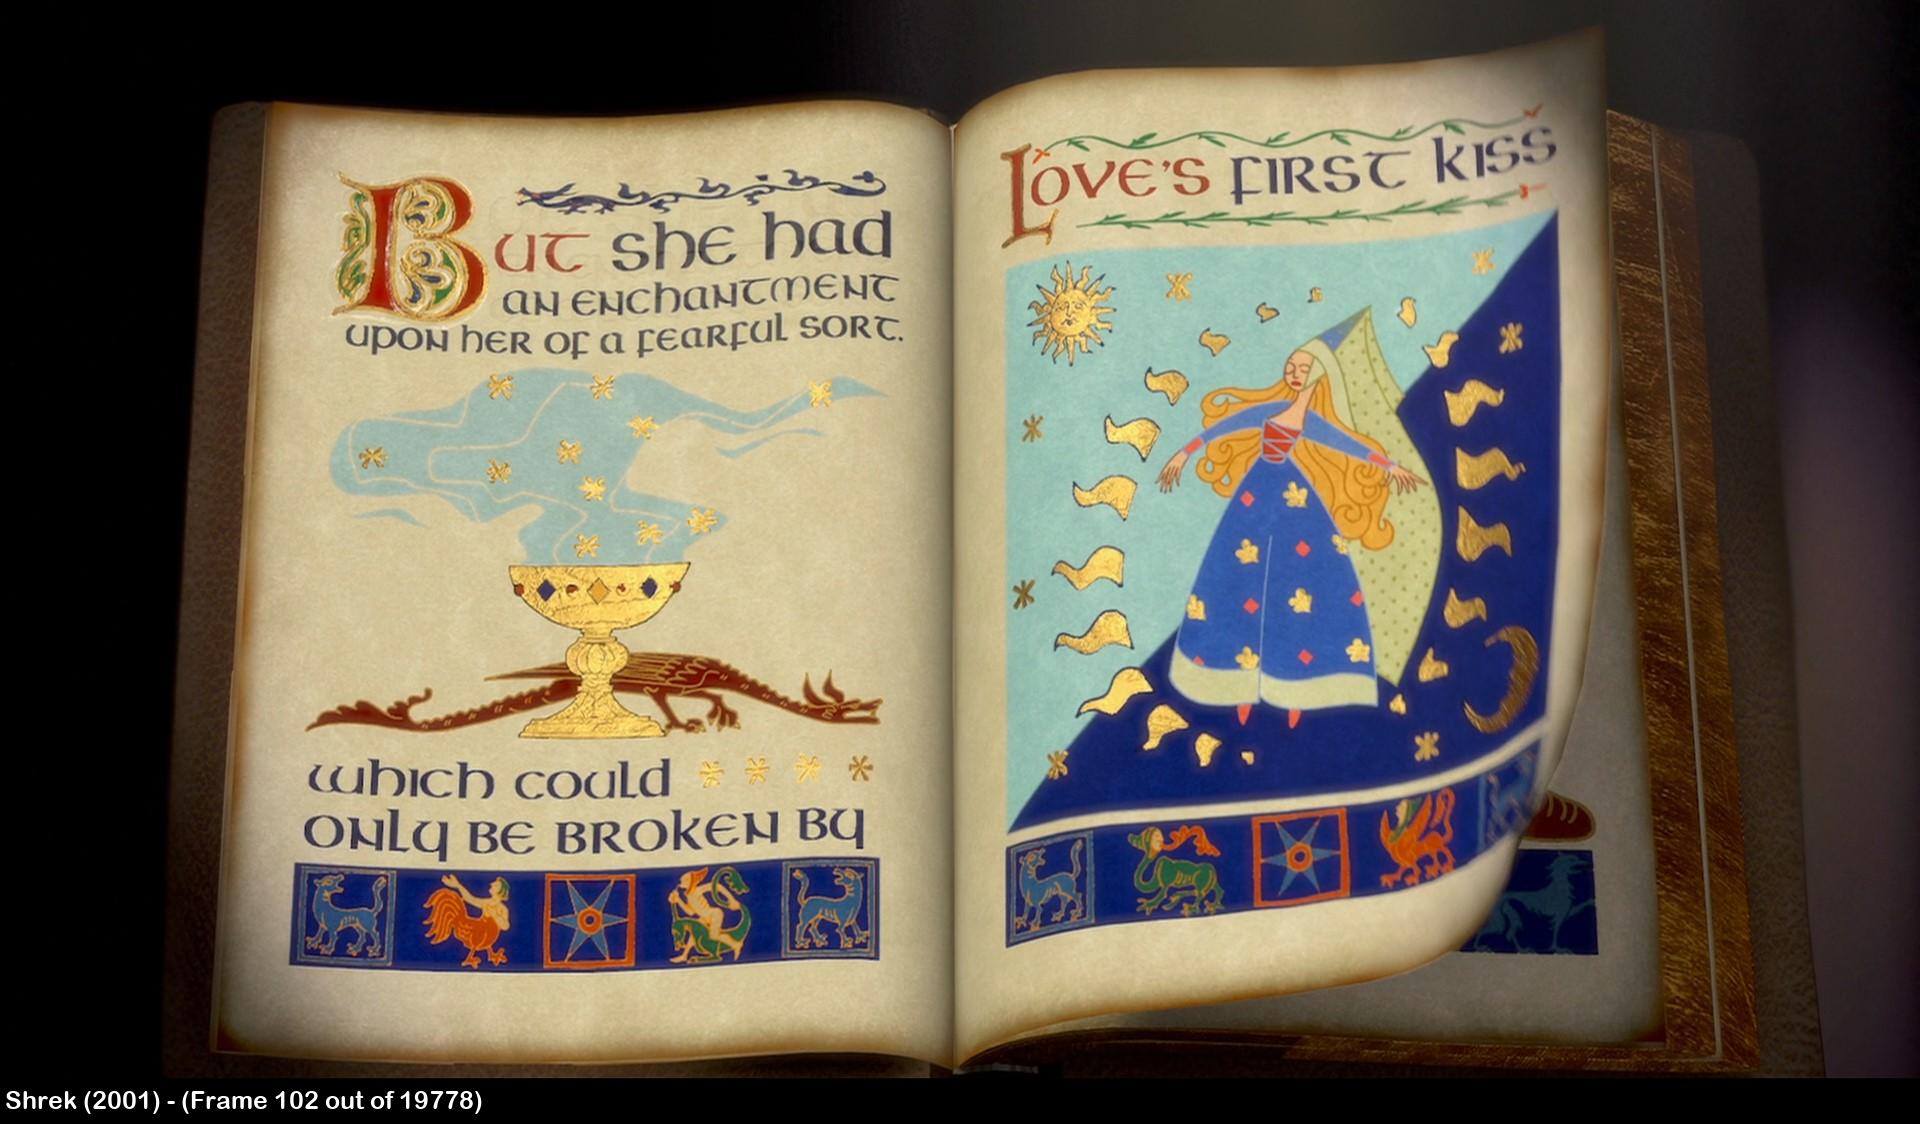 But she had
an enchantment
upon her of a fearful sort.
which could
only be broken by
Love's first kiss
Shrek (2001) - (Frame 102 out of 19778)